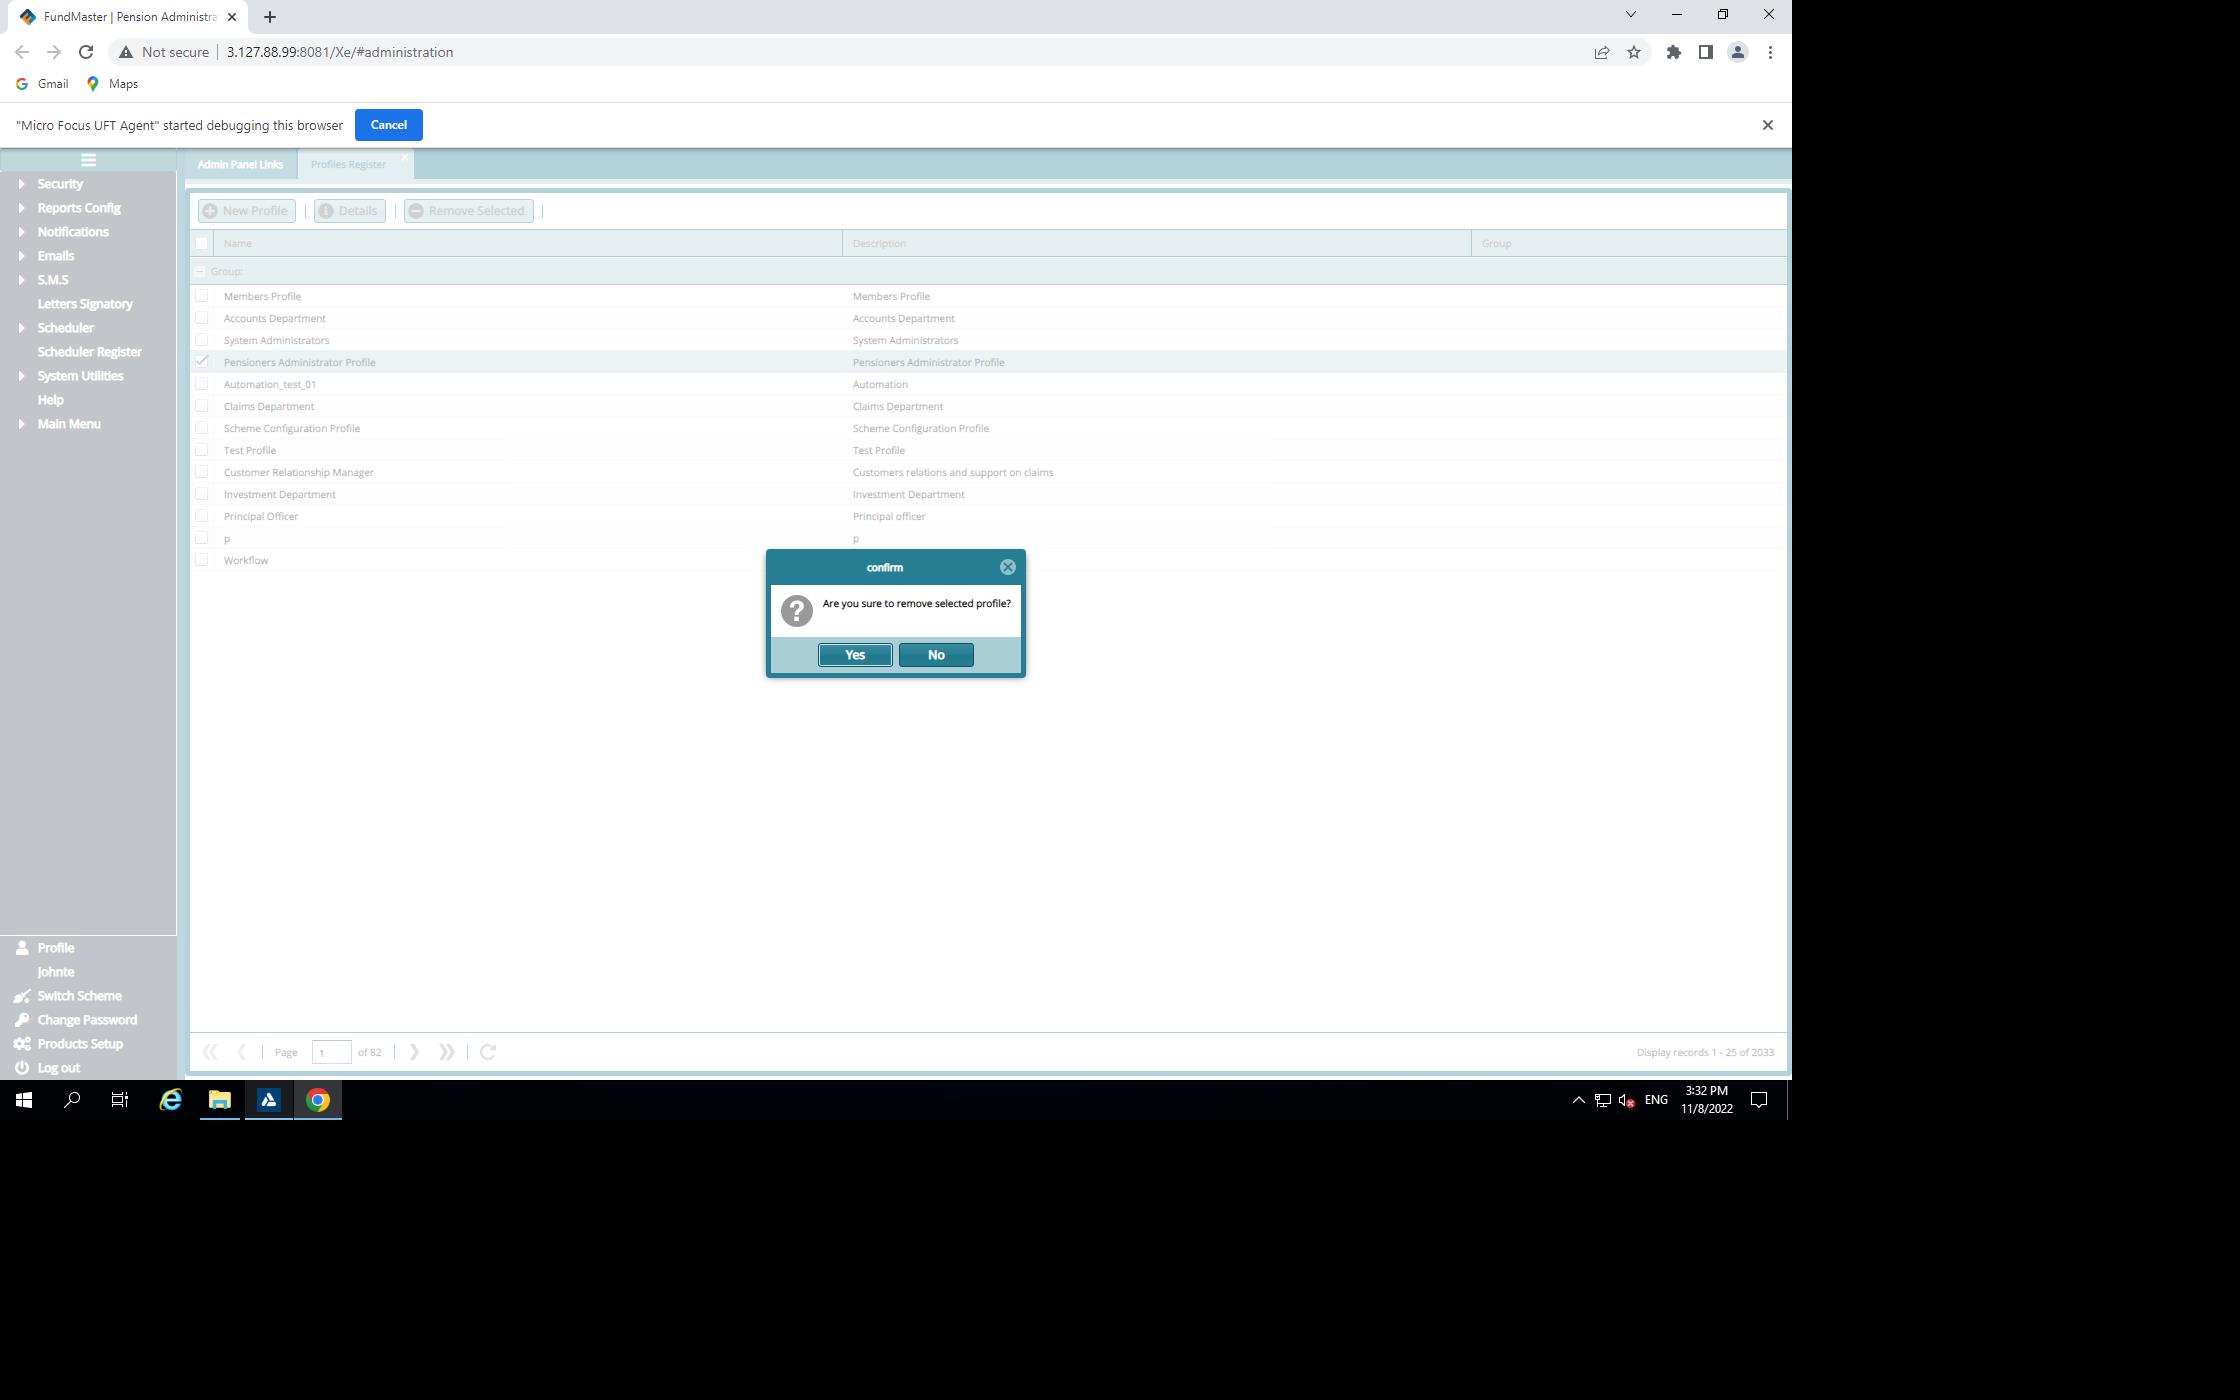 FundMaster | Pension Administra
Not secure
3.127.88.99:8081/Xe/#administration
Gmail
Maps
"Micro Focus UFT Agent" started debugging this browser
Cancel
Admin Panel Links
Profiles Register
Security
Reports Config
Notifications
Emails
S.M.S
Letters Signatory
Scheduler
Scheduler Register
System Utilities
Help
Main Menu
New Profile
Details
Remove Selected
Name Description Group
Group:
Members Profile Members Profile
Accounts Department Accounts Department
System Administrators System Administrators
Pensioners Administrator Profile Pensioners Administrator Profile
Automation_test_01 Automation
Claims Department Claims Department
Scheme Configuration Profile Scheme Configuration Profile
Test Profile Test Profile
Customer Relationship Manager Customers relations and support on claims
Investment Department Investment Department
Principal Officer Principal officer
p p
Workflow
confirm
Are you sure to remove selected profile?
Yes
No
Profile
Johnte
Switch Scheme
Change Password
Products Setup
Log out
Page 1 of 82
Display records 1 - 25 of 2033
ENG
3:32 PM
11/8/2022